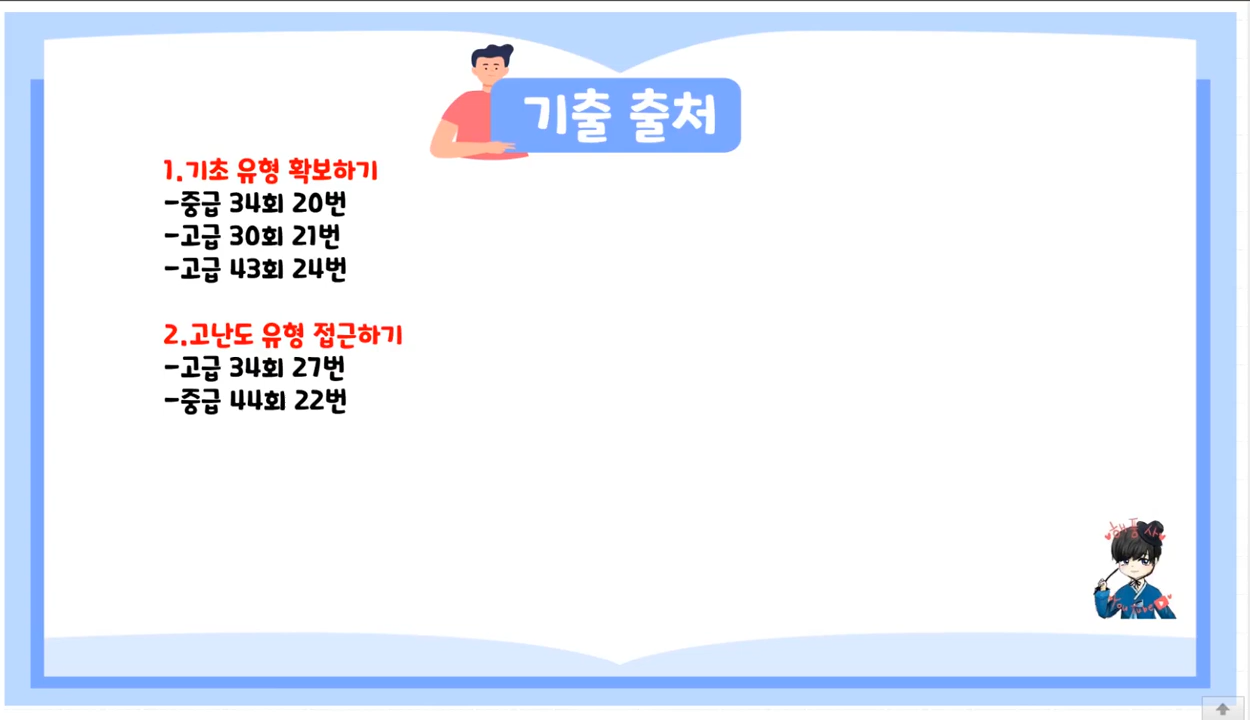 기출 출처
1.기초 유형 확보하기
-중급 34회 20번
-고급 30회 21번
-고급 43회 24번
2.고난도 유형 접근하기
-고급 34회 27번
-중급 44회 22번
YouTube